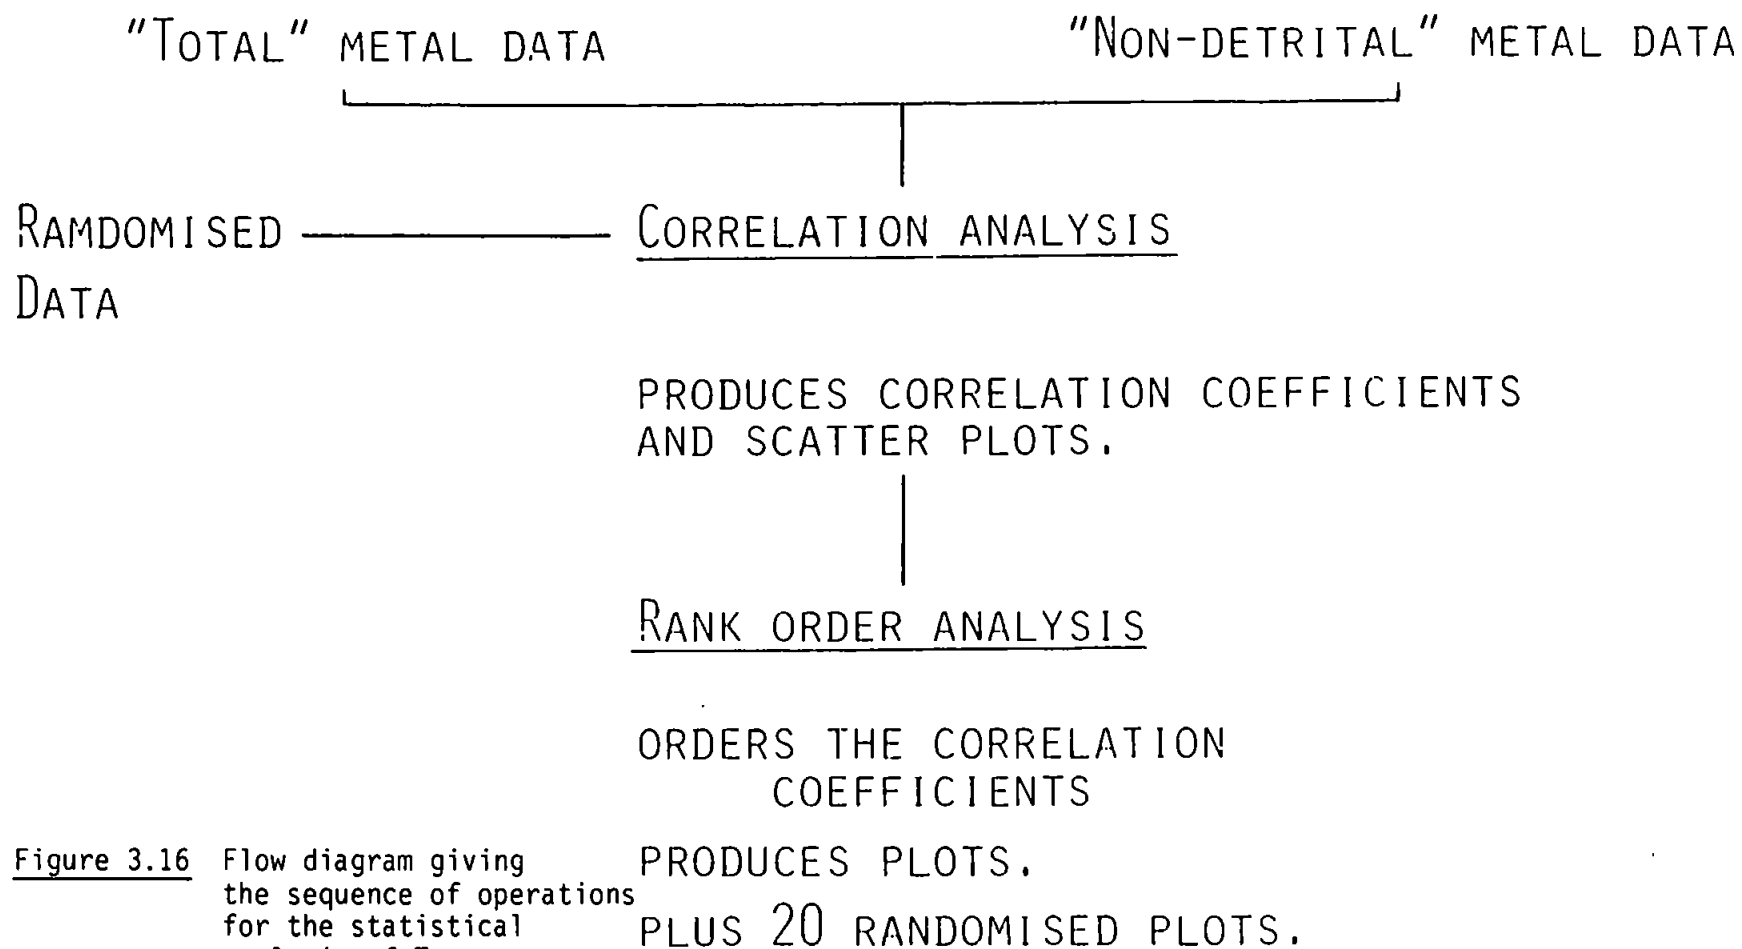 "TOTAL" METAL DATA
"NON-DETRITAL" METAL DATA
RAMDOMISED
DATA
CORRELATION ANALYSIS
PRODUCES CORRELATION COEFFICIENTS
AND SCATTER PLOTS.
RANK ORDER ANALYSIS
ORDERS THE CORRELATION
COEFFICIENTS
PRODUCES PLOTS.
PLUS 20 RANDOMISED PLOTS.
Figure 3.16 Flow diagram giving
the sequence of operations
for the statistical